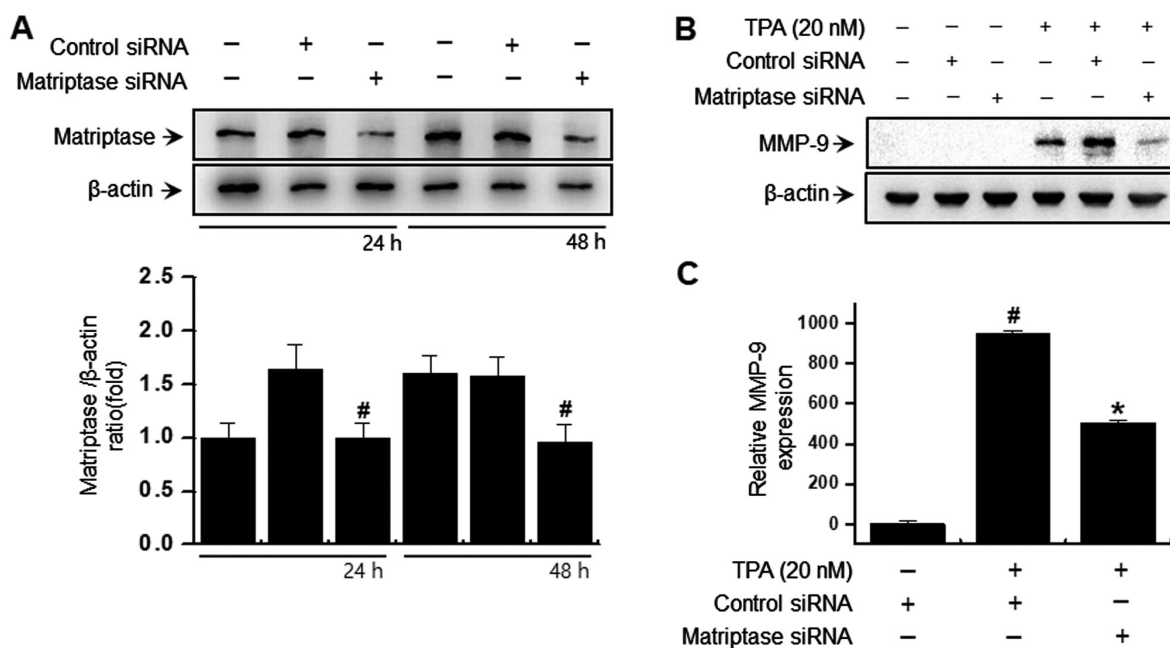 A
Control siRNA – + – – + –
Matriptase siRNA – – + – – +
Matriptase
β-actin
24 h 48 h
Matriptase /β-actin
ratio(fold)
2.5
2.0
1.5
1.0
0.5
0.0
# #
24 h 48 h
B
TPA (20 nM) – – – + + +
Control siRNA – + – – + –
Matriptase siRNA – – + – – +
MMP-9
β-actin
C
Relative MMP-9
expression
1000
800
600
400
200
0
# *
TPA (20 nM) – + +
Control siRNA + + –
Matriptase siRNA – – +